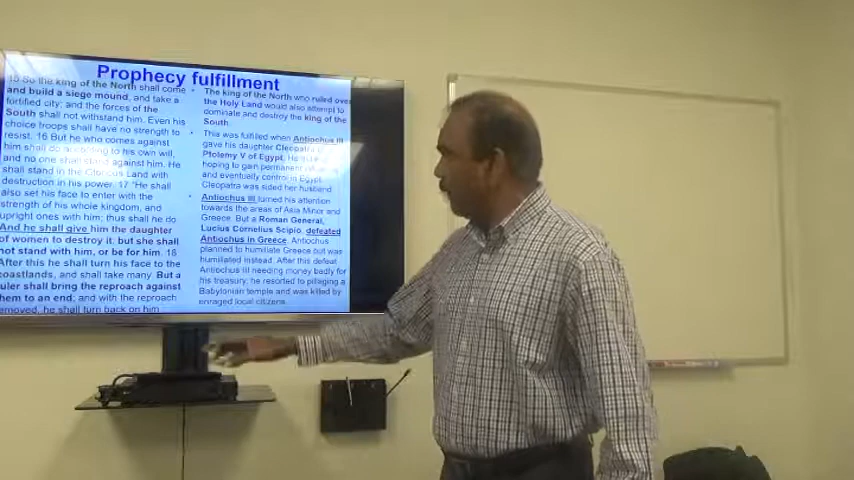 Prophecy fulfillment
15 So the king of the North shall come
and build a siege mound, and take a
fortified city; and the forces of the
South shall not withstand him. Even his
choice troops shall have no strength to
resist. 16 But he who comes against
him shall do according to his own will,
and no one shall stand against him. He
shall stand in the Glorious Land with
destruction in his power. 17 "He shall
also set his face to enter with the
strength of his whole kingdom, and
upright ones with him; thus shall he do
And he shall give him the daughter
of women to destroy it; but she shall
not stand with him, or be for him. 18
After this he shall turn his face to the
coastlands, and shall take many. But a
ruler shall bring the reproach against
them to an end; and with the reproach
removed, he shall turn back on him
• The king of the North who ruled over
the Holy Land would also attempt to
dominate and destroy the king of the
South.
• This was fulfilled when Antiochus III
gave his daughter Cleopatra
Ptolemy V of Egypt. He
hoping to gain permanent
and eventually control
Cleopatra was sided her husband
• Antiochus III turned his attention
towards the areas of Asia Minor and
Greece. But a Roman General,
Lucius Cornelius Scipio, defeated
Antiochus in Greece. Antiochus
planned to humiliate Greece but was
humiliated instead. After this defeat
Antiochus III needing money badly for
his treasury, he resorted to pillaging a
Babylonian temple and was killed by
enraged local citizens.